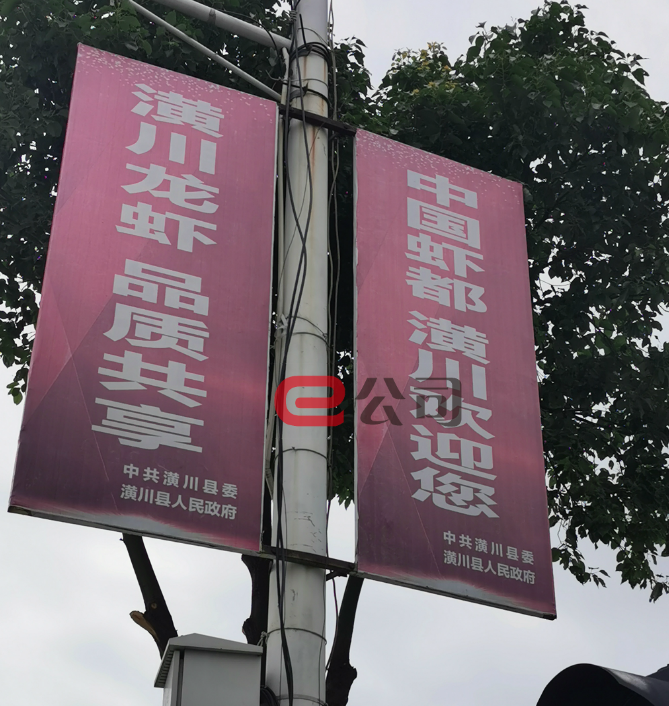 潢川龙虾 品质共享
中共潢川县委
潢川县人民政府
中国虾都 潢川欢迎您
中共潢川县委
潢川县人民政府
e公司